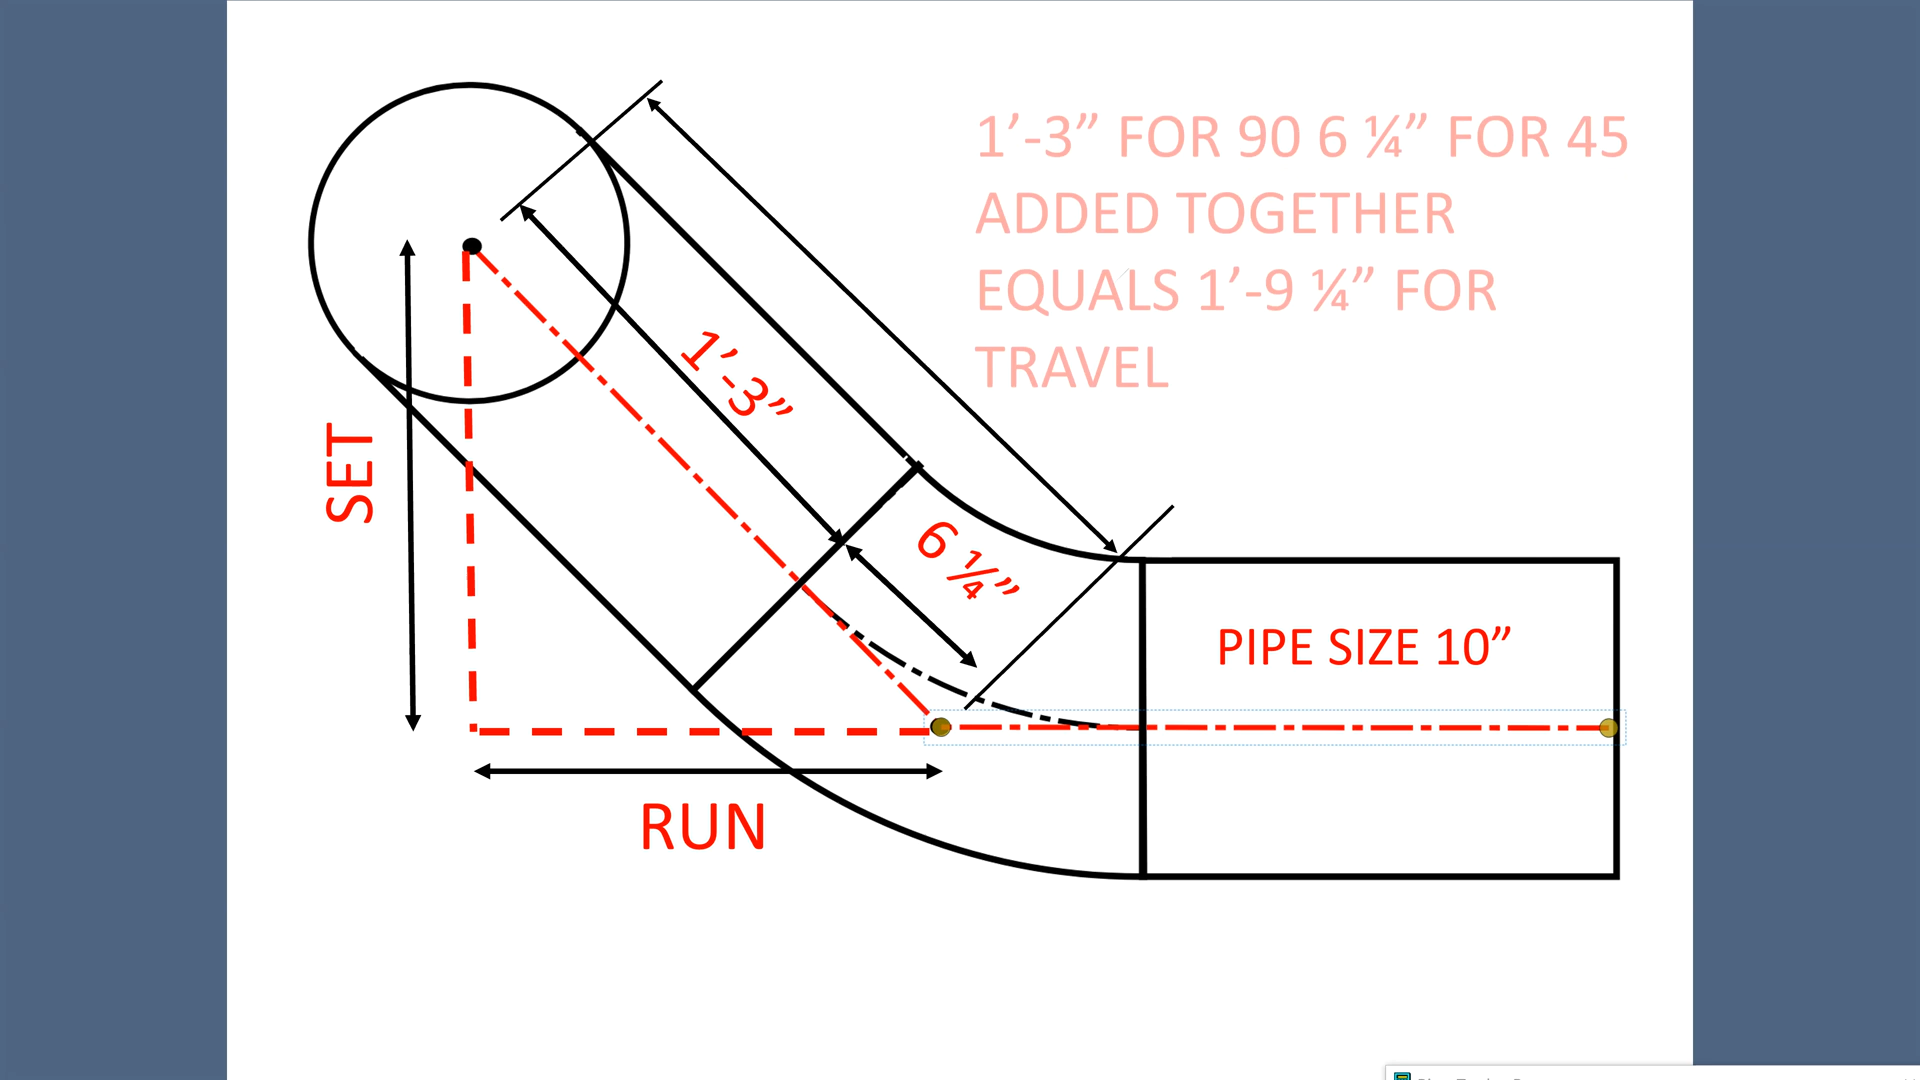 1’-3” FOR 90 6 ¼” FOR 45
ADDED TOGETHER
EQUALS 1’-9 ¼” FOR
TRAVEL
1’-3”
SET
6 ¼”
PIPE SIZE 10”
RUN